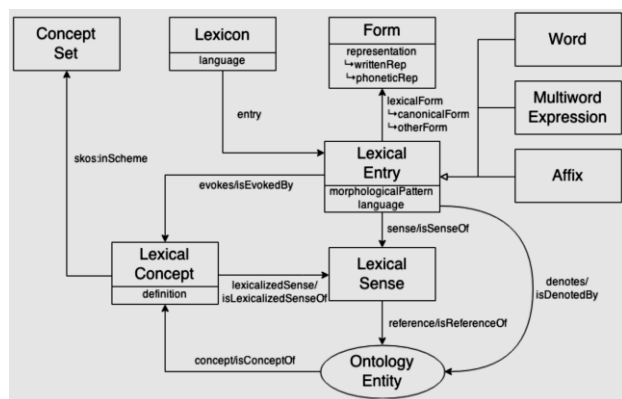 Concept
Set
Lexicon
language
Form
representation
↳writtenRep
↳phoneticRep
Word
Multiword
Expression
Affix
entry
lexicalForm
↳canonicalForm
↳otherForm
skos:inScheme
Lexical
Entry
morphologicalPattern
language
evokes/isEvokedBy
sense/isSenseOf
Lexical
Concept
definition
lexicalizedSense/
isLexicalizedSenseOf
Lexical
Sense
denotes/
isDenotedBy
reference/isReferenceOf
concept/isConceptOf
Ontology
Entity